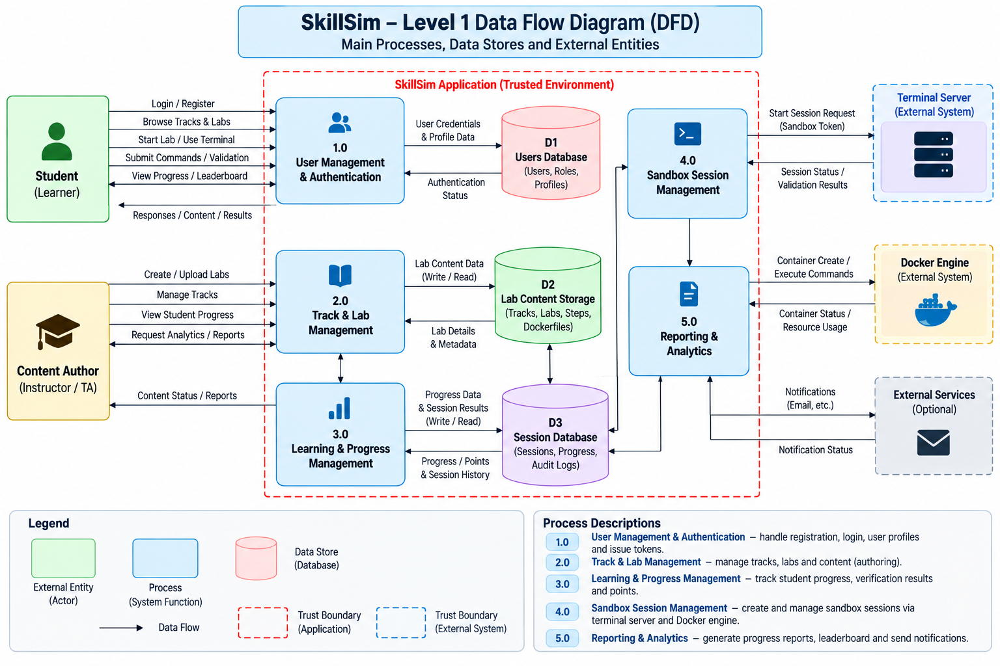 SkillSim – Level 1 Data Flow Diagram (DFD)
Main Processes, Data Stores and External Entities
SkillSim Application (Trusted Environment)
Student
(Learner)
Login / Register
Browse Tracks & Labs
Start Lab / Use Terminal
Submit Commands / Validation
View Progress / Leaderboard
Responses / Content / Results
1.0
User Management
& Authentication
User Credentials
& Profile Data
Authentication
Status
D1
Users Database
(Users, Roles,
Profiles)
4.0
Sandbox Session
Management
Start Session Request
(Sandbox Token)
Session Status /
Validation Results
Terminal Server
(External System)
Content Author
(Instructor / TA)
Create / Upload Labs
Manage Tracks
View Student Progress
Request Analytics / Reports
Content Status / Reports
2.0
Track & Lab
Management
Lab Content Data
(Write / Read)
Lab Details
& Metadata
D2
Lab Content Storage
(Tracks, Labs, Steps,
Dockerfiles)
5.0
Reporting &
Analytics
Container Create /
Execute Commands
Container Status /
Resource Usage
Docker Engine
(External System)
3.0
Learning & Progress
Management
Progress Data
& Session Results
(Write / Read)
Progress / Points
& Session History
D3
Session Database
(Sessions, Progress,
Audit Logs)
Notifications
(Email, etc.)
Notification Status
External Services
(Optional)
Legend
External Entity
(Actor)
Process
(System Function)
Data Store
(Database)
Data Flow
Trust Boundary
(Application)
Trust Boundary
(External System)
Process Descriptions
1.0 User Management & Authentication – handle registration, login, user profiles
and issue tokens.
2.0 Track & Lab Management – manage tracks, labs and content (authoring).
3.0 Learning & Progress Management – track student progress, verification results
and points.
4.0 Sandbox Session Management – create and manage sandbox sessions via
terminal server and Docker engine.
5.0 Reporting & Analytics – generate progress reports, leaderboard and send notifications.